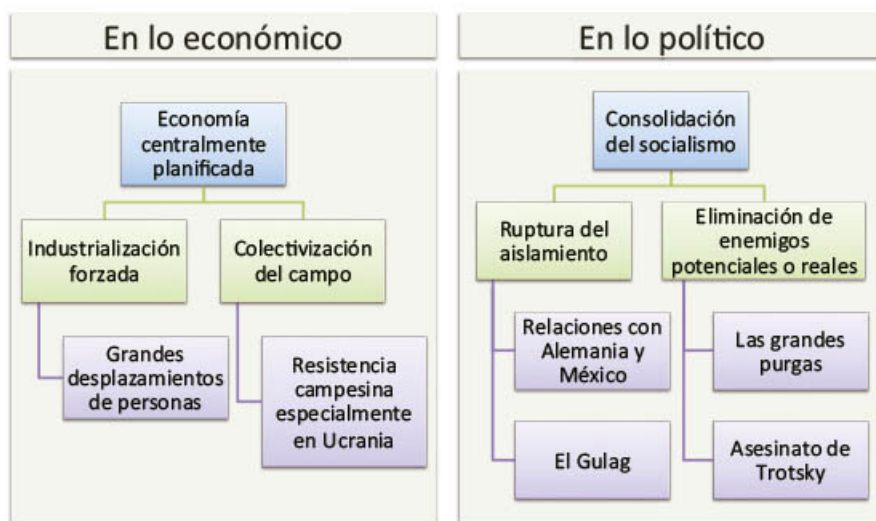 En lo económico
Economía
centralmente
planificada
Industrialización
forzada
Colectivización
del campo
Grandes
desplazamientos
de personas
Resistencia
campesina
especialmente
en Ucrania
En lo político
Consolidación
del socialismo
Ruptura del
aislamiento
Eliminación de
enemigos
potenciales o reales
Relaciones con
Alemania y
México
Las grandes
purgas
El Gulag
Asesinato de
Trotsky